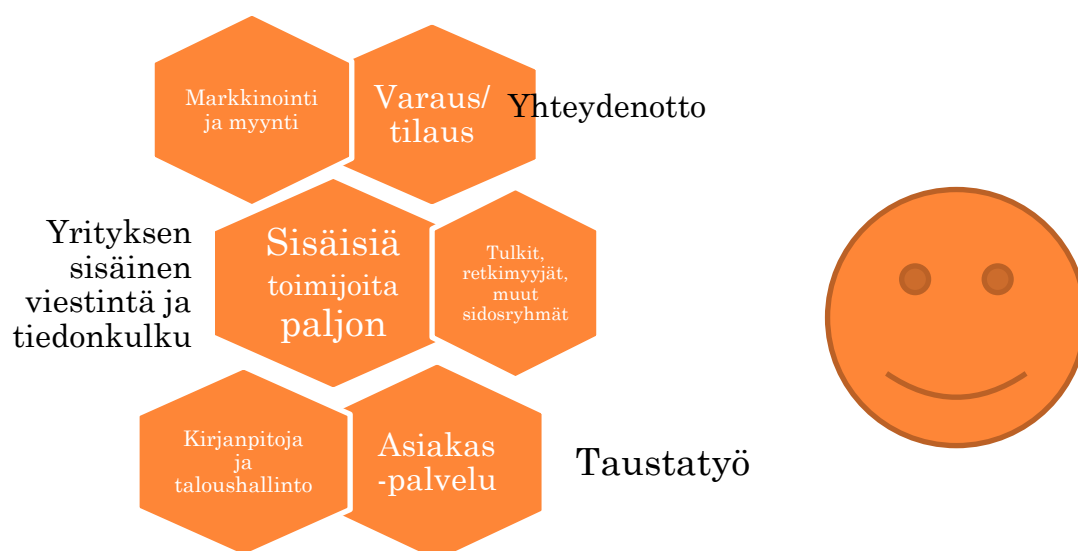 Markkinointi
ja myynti
Varaus/
tilaus
Yhteydenotto
Yrityksen
sisäinen
viestintä ja
tiedonkulku
Sisäisiä
toimijoita
paljon
Tulkit,
retkimyyjät,
muut
sidosryhmät
Kirjanpitoja
ja
taloushallinto
Asiakas
-palvelu
Taustatyö